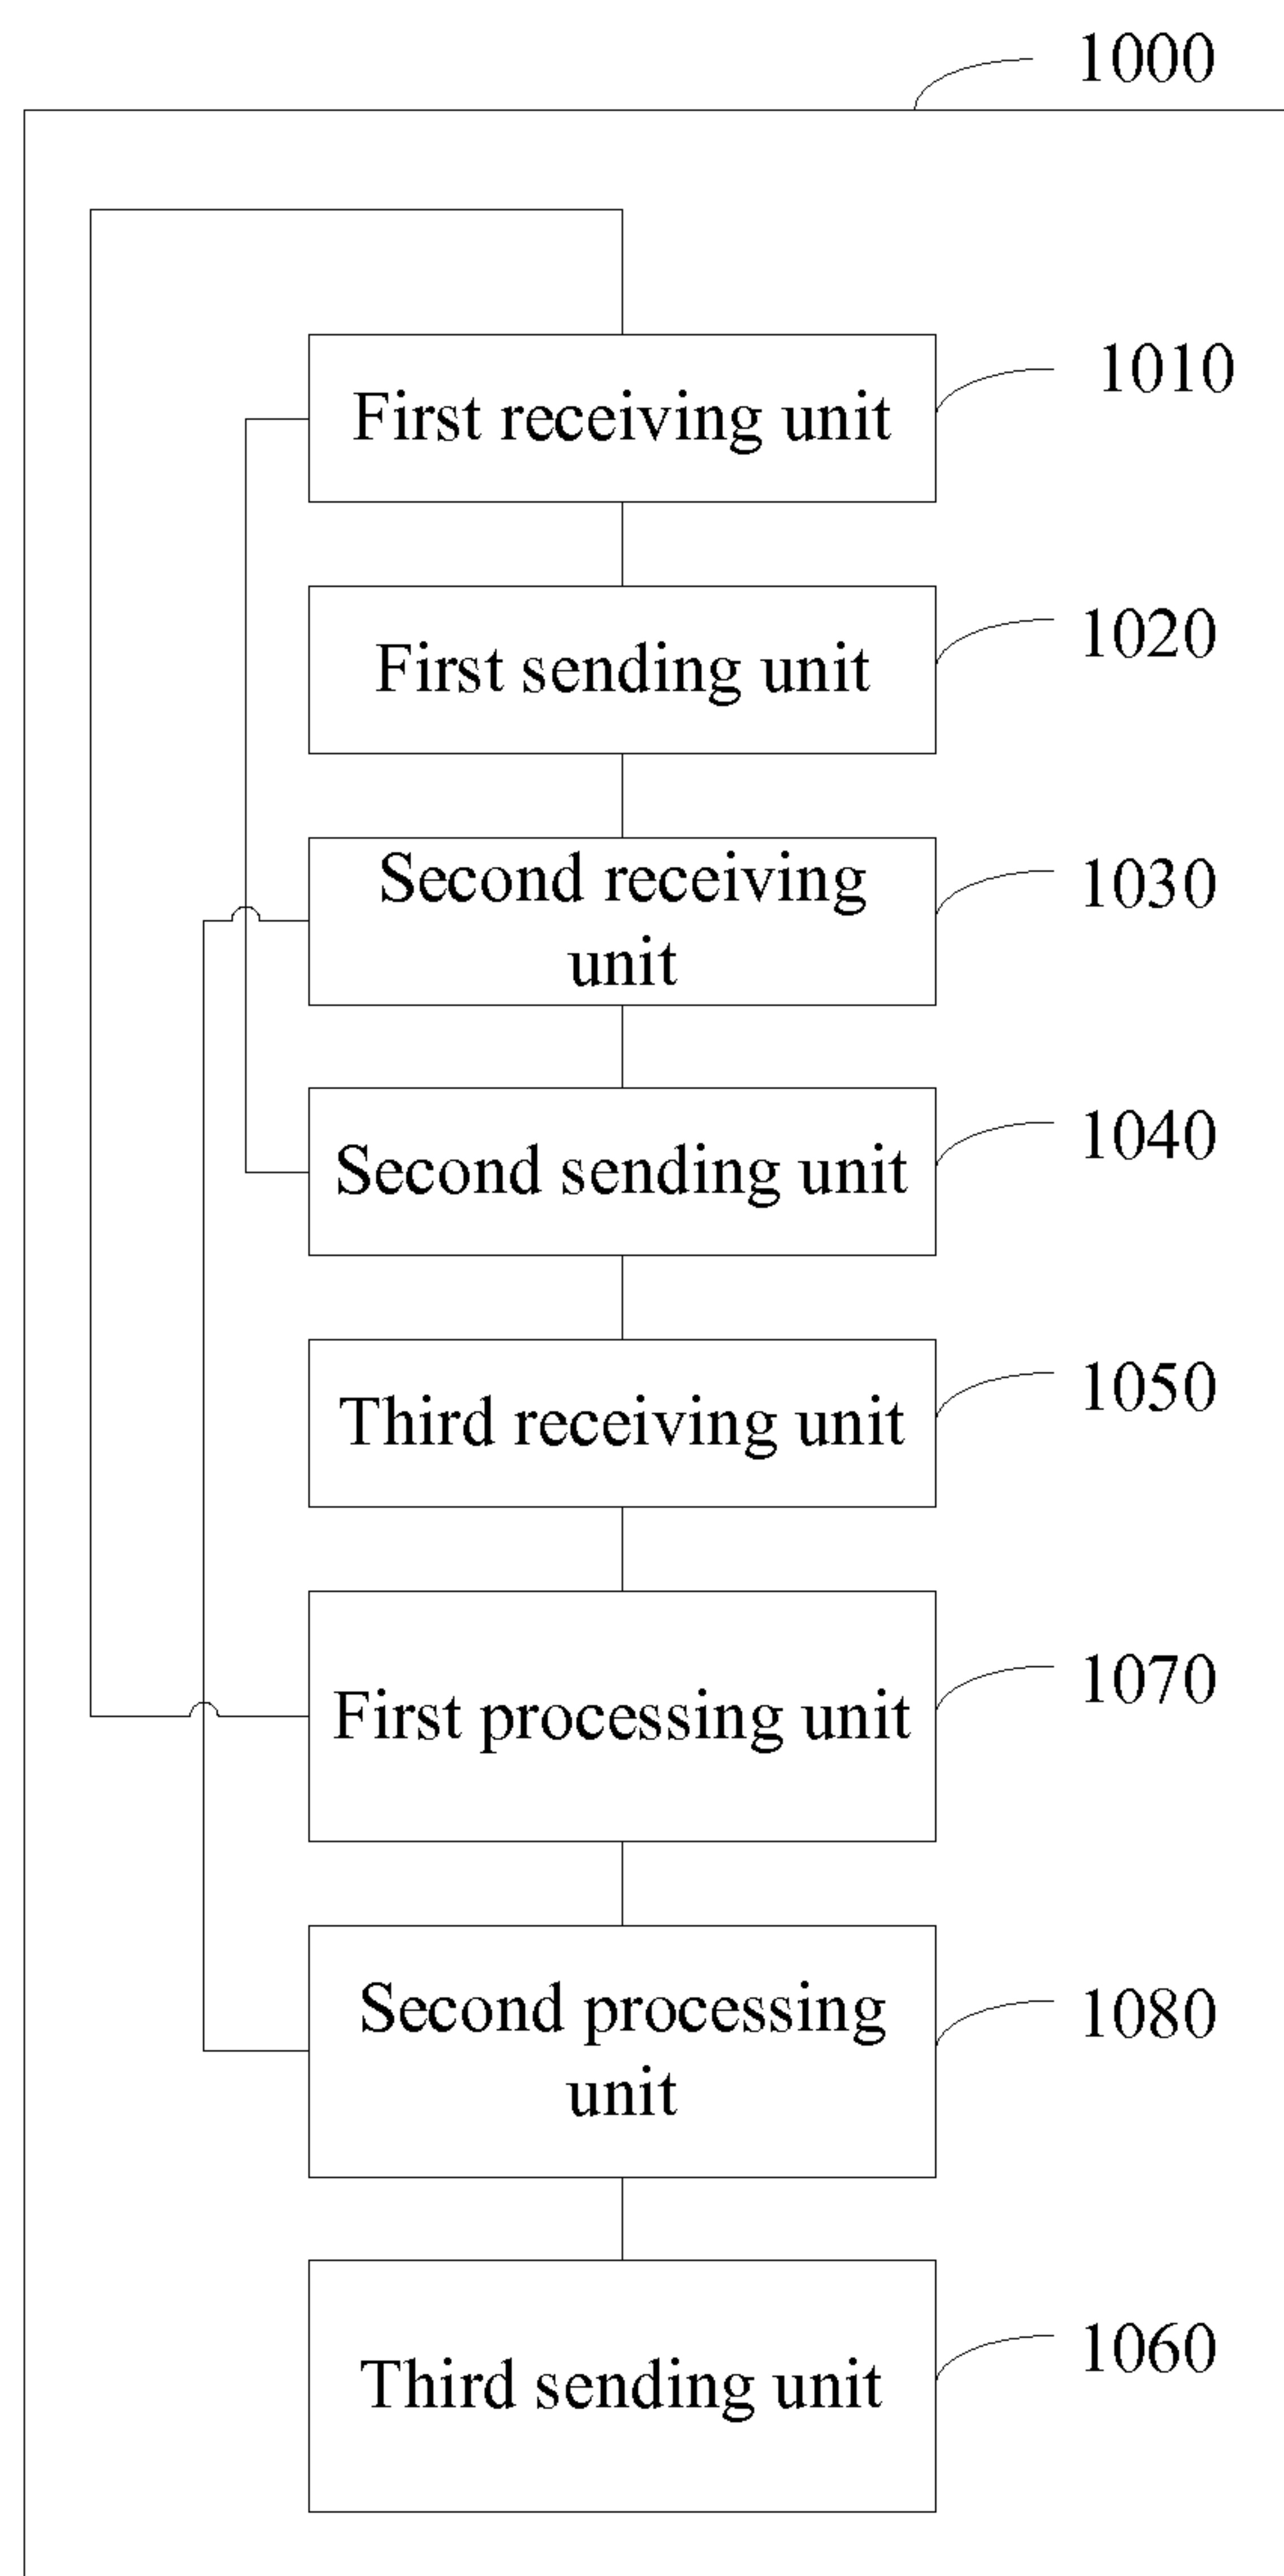 1000
First receiving unit
1010
First sending unit
1020
Second receiving
unit
1030
Second sending unit
1040
Third receiving unit
1050
First processing unit
1070
Second processing
unit
1080
Third sending unit
1060